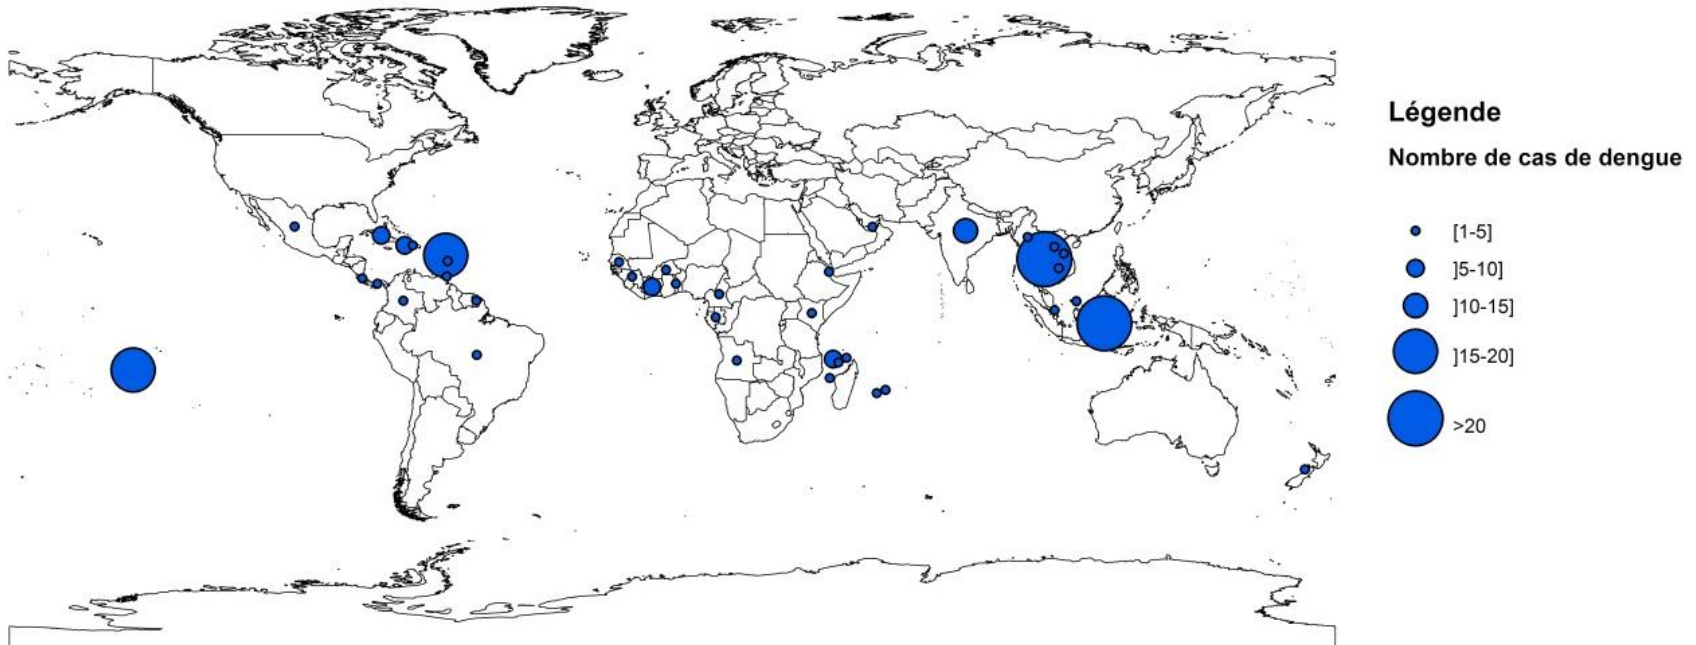 Légende
Nombre de cas de dengue
[1-5]
]5-10]
]10-15]
]15-20]
>20